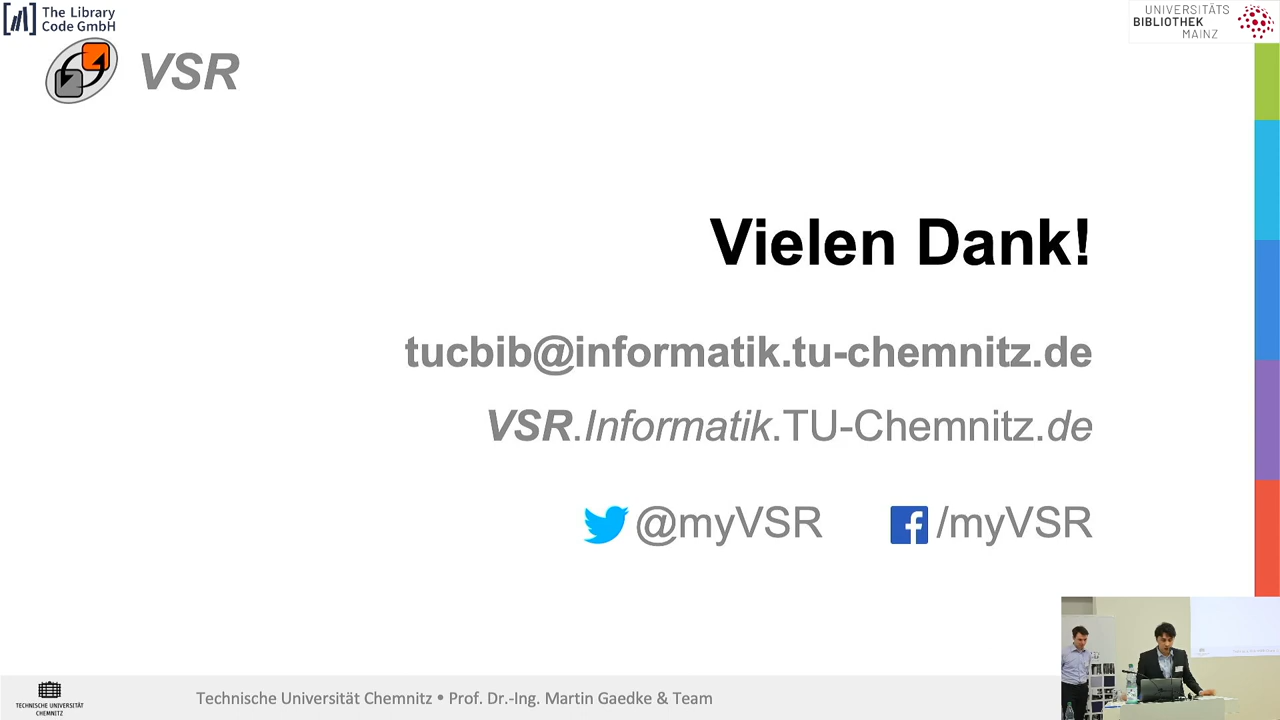 The Library
Code GmbH
UNIVERSITÄTS
BIBLIOTHEK
MAINZ
VSR
Vielen Dank!
tucbib@informatik.tu-chemnitz.de
VSR.Informatik.TU-Chemnitz.de
@myVSR
/myVSR
TECHNISCHE UNIVERSITÄT
CHEMNITZ
Technische Universität Chemnitz • Prof. Dr.-Ing. Martin Gaedke & Team